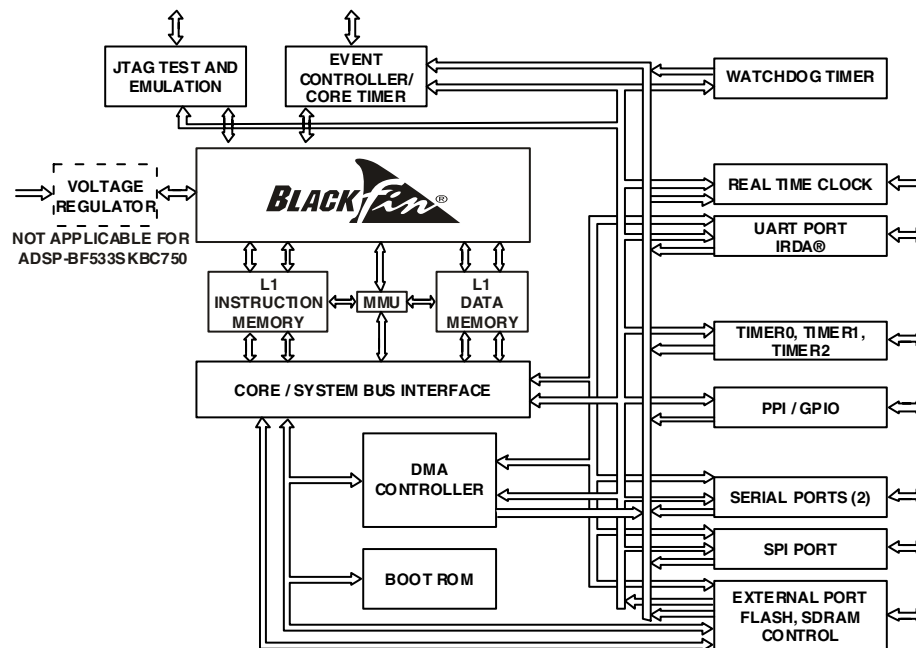 JTAG TEST AND
EMULATION
EVENT
CONTROLLER/
CORE TIMER
WATCHDOG TIMER
VOLTAGE
REGULATOR
NOT APPLICABLE FOR
ADSP-BF533SKBC750
BLACKfin®
REAL TIME CLOCK
UART PORT
IRDA®
L1
INSTRUCTION
MEMORY
MMU
L1
DATA
MEMORY
TIMER0, TIMER1,
TIMER2
CORE / SYSTEM BUS INTERFACE
PPI / GPIO
DMA
CONTROLLER
SERIAL PORTS (2)
SPI PORT
BOOT ROM
EXTERNAL PORT
FLASH, SDRAM
CONTROL